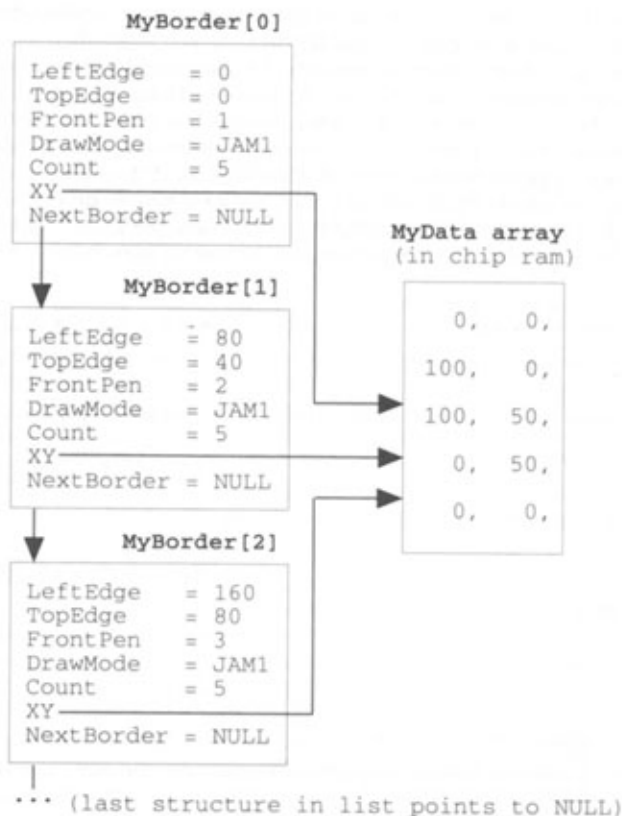 MyBorder[0]
LeftEdge = 0
TopEdge = 0
FrontPen = 1
DrawMode = JAM1
Count = 5
XY
NextBorder = NULL
MyBorder[1]
LeftEdge = 80
TopEdge = 40
FrontPen = 2
DrawMode = JAM1
Count = 5
XY
NextBorder = NULL
MyBorder[2]
LeftEdge = 160
TopEdge = 80
FrontPen = 3
DrawMode = JAM1
Count = 5
XY
NextBorder = NULL
... (last structure in list points to NULL)
MyData array
(in chip ram)
0, 0,
100, 0,
100, 50,
0, 50,
0, 0,